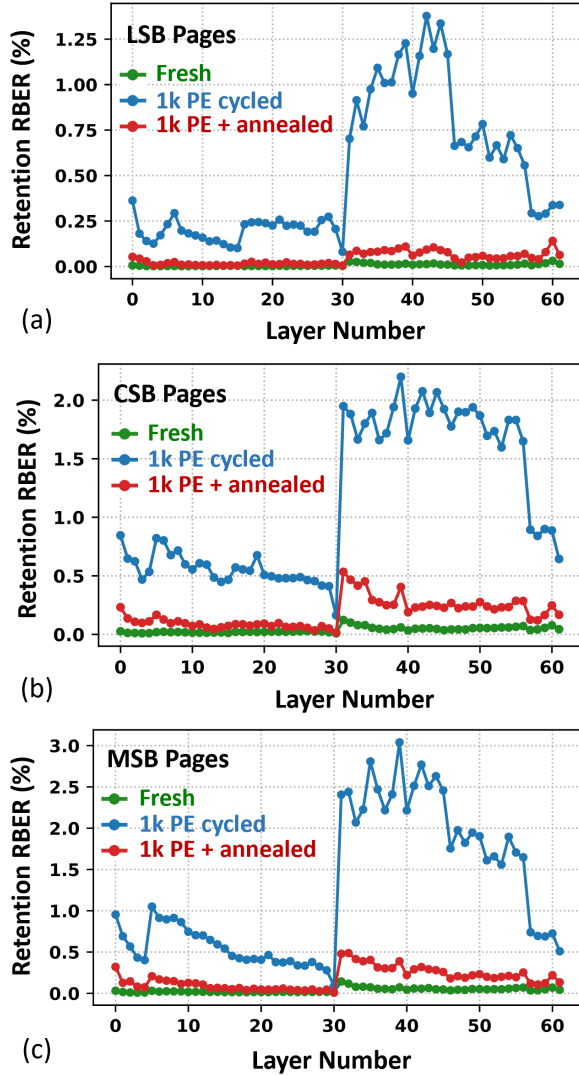 LSB Pages
Fresh
1k PE cycled
1k PE + annealed
Retention RBER (%)
1.25
1.00
0.75
0.50
0.25
0.00
0 10 20 30 40 50 60
Layer Number
(a)
CSB Pages
Fresh
1k PE cycled
1k PE + annealed
Retention RBER (%)
2.0
1.5
1.0
0.5
0.0
0 10 20 30 40 50 60
Layer Number
(b)
MSB Pages
Fresh
1k PE cycled
1k PE + annealed
Retention RBER (%)
3.0
2.5
2.0
1.5
1.0
0.5
0.0
0 10 20 30 40 50 60
Layer Number
(c)